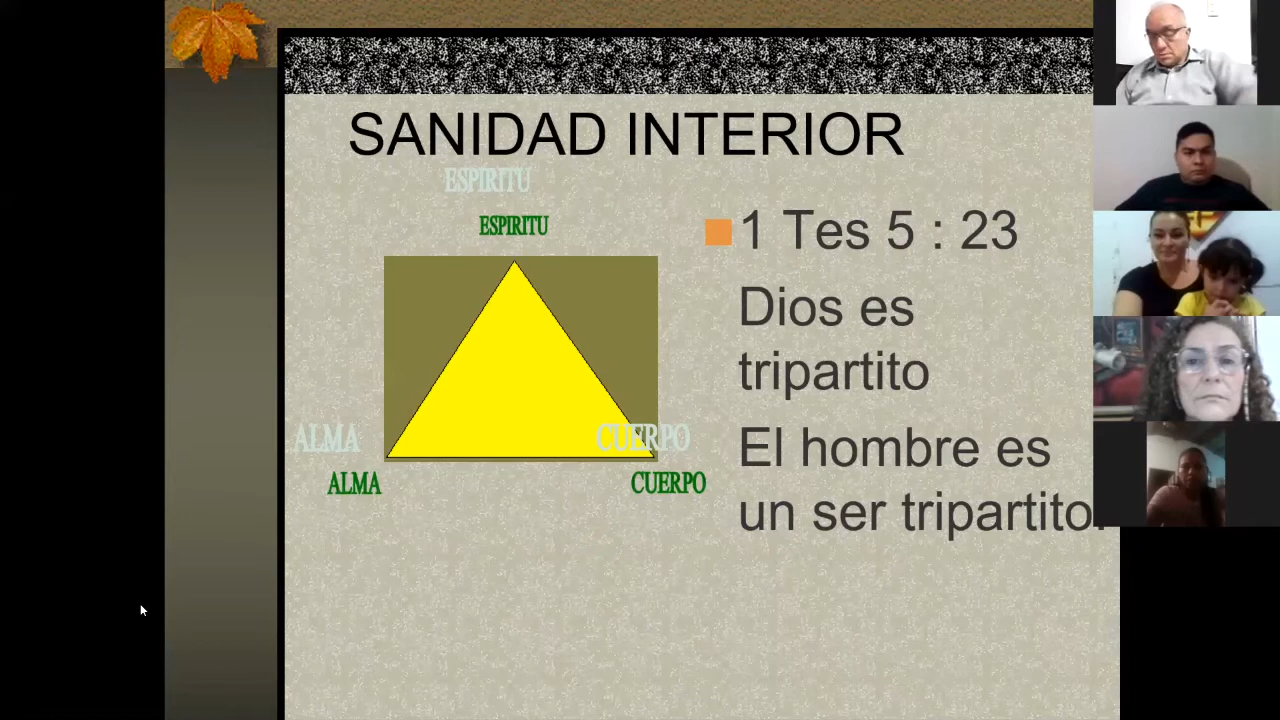 SANIDAD INTERIOR
ESPIRITU
ESPIRITU
ALMA
CUERPO
ALMA
CUERPO
1 Tes 5 : 23
Dios es
tripartito
El hombre es
un ser tripartito.